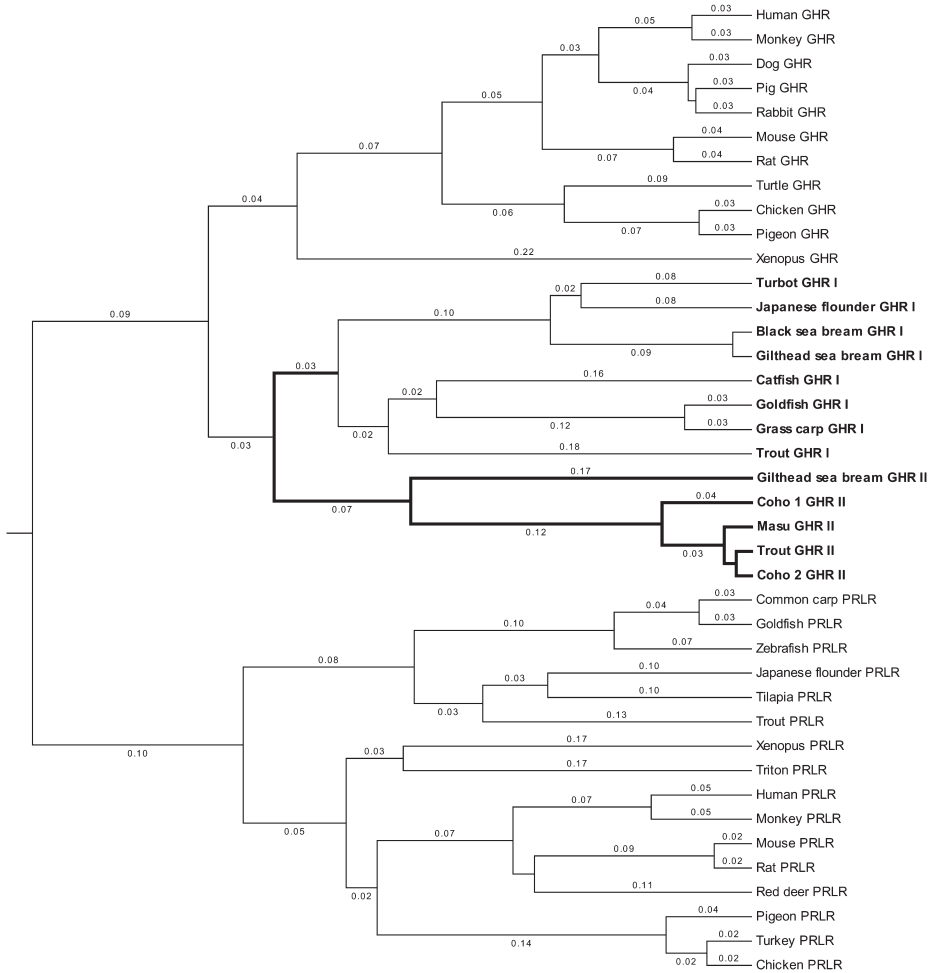 0.03 Human GHR
0.05
0.03 Monkey GHR
0.03
0.03 Dog GHR
0.03 Pig GHR
0.04
0.05
0.03 Rabbit GHR
0.04 Mouse GHR
0.07
0.07
0.04 Rat GHR
0.09 Turtle GHR
0.04
0.06
0.03 Chicken GHR
0.07
0.03 Pigeon GHR
0.22 Xenopus GHR
0.08 Turbot GHR I
0.02
0.09
0.10
0.08 Japanese flounder GHR I
Black sea bream GHR I
0.09
Gilthead sea bream GHR I
0.03
0.16 Catfish GHR I
0.02
0.03 Goldfish GHR I
0.12
0.03 Grass carp GHR I
0.02
0.03
0.18 Trout GHR I
0.17 Gilthead sea bream GHR II
0.04 Coho 1 GHR II
0.07
Masu GHR II
0.12
0.03
Trout GHR II
Coho 2 GHR II
0.03 Common carp PRLR
0.04
0.10
0.03 Goldfish PRLR
0.07 Zebrafish PRLR
0.08
0.10 Japanese flounder PRLR
0.03
0.10 Tilapia PRLR
0.03
0.13 Trout PRLR
0.10
0.17 Xenopus PRLR
0.03
0.17 Triton PRLR
0.05 Human PRLR
0.07
0.05 Monkey PRLR
0.05
0.07
0.02 Mouse PRLR
0.09
0.02 Rat PRLR
0.11 Red deer PRLR
0.02
0.04 Pigeon PRLR
0.14
0.02 Turkey PRLR
0.02
0.02 Chicken PRLR